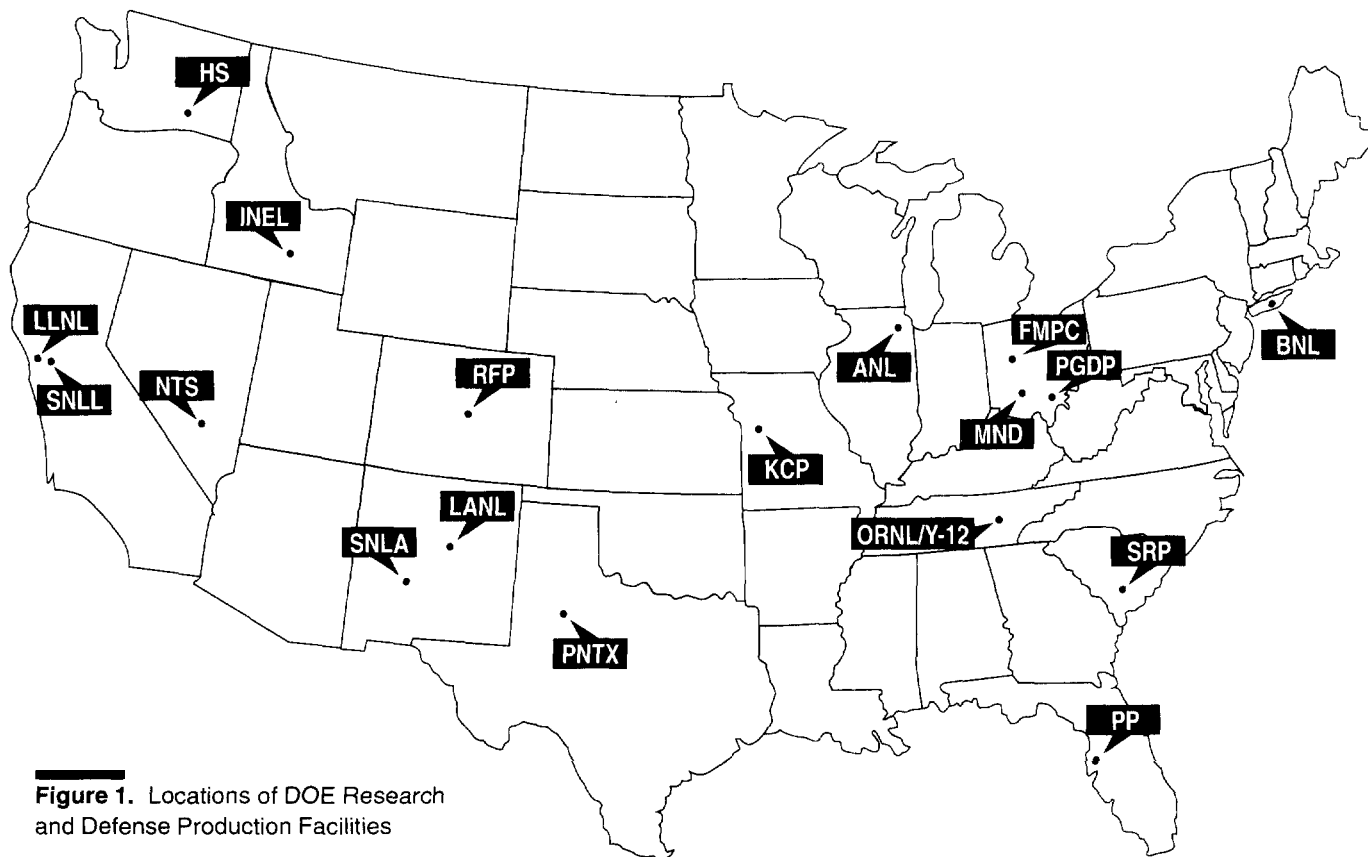 HS
INEL
LLNL
SNLL
NTS
RFP
LANL
SNLA
PNTX
KCP
ANL
FMPC
PGDP
MND
BNL
ORNL/Y-12
SRP
PP
Figure 1. Locations of DOE Research
and Defense Production Facilities